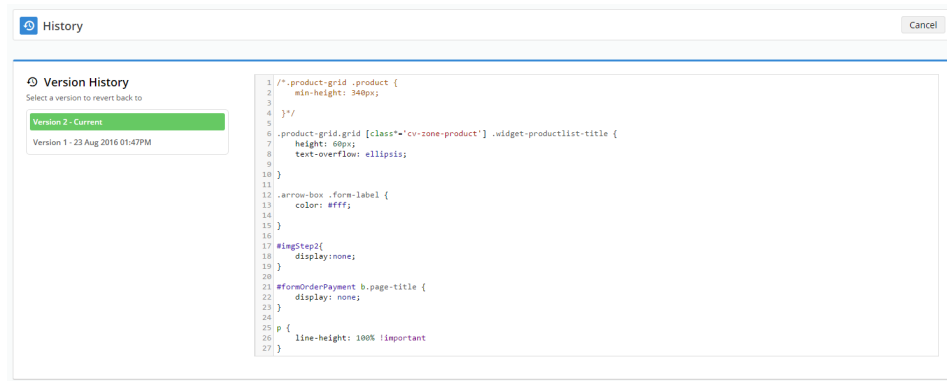 History
Cancel
Version History
Select a version to revert back to
Version 2 - Current
Version 1 - 23 Aug 2016 01:47PM
1 /*.product-grid .product {
2     min-height: 340px;
3
4  }*/
5
6 .product-grid.grid [class*='cv-zone-product'] .widget-productlist-title {
7     height: 60px;
8     text-overflow: ellipsis;
9
10 }
11
12 .arrow-box .form-label {
13     color: #fff;
14
15 }
16
17 #imgStep2{
18     display:none;
19 }
20
21 #formOrderPayment b.page-title {
22     display: none;
23 }
24
25 p {
26     line-height: 100% !important
27 }